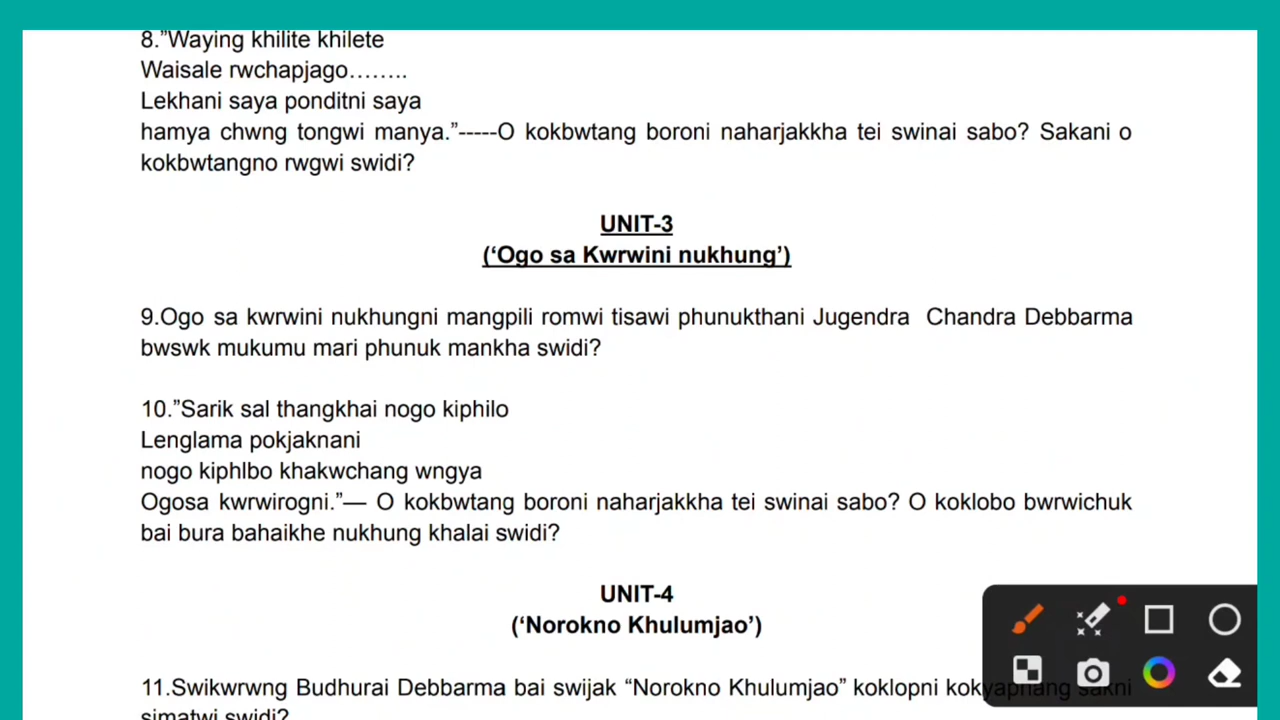 8.”Waying khilite khilete
Waisale rwchapjago……..
Lekhani saya ponditni saya
hamya chwng tongwi manya.”-----O kokbwtang boroni naharjakkha tei swinai sabo? Sakani o
kokbwtangno rwgwi swidi?
UNIT-3
(‘Ogo sa Kwrwini nukhung’)
9.Ogo sa kwrwini nukhungni mangpili romwi tisawi phunukthani Jugendra Chandra Debbarma
bwswk mukumu mari phunuk mankha swidi?
10.”Sarik sal thangkhai nogo kiphilo
Lenglama pokjaknani
nogo kiphlbo khakwchang wngya
Ogosa kwrwirogni.”— O kokbwtang boroni naharjakkha tei swinai sabo? O koklobo bwrwichuk
bai bura bahaikhe nukhung khalai swidi?
UNIT-4
(‘Norokno Khulumjao’)
11.Swikwrwng Budhurai Debbarma bai swijak “Norokno Khulumjao” koklopni kokyaphang sakni
simatwi swidi?